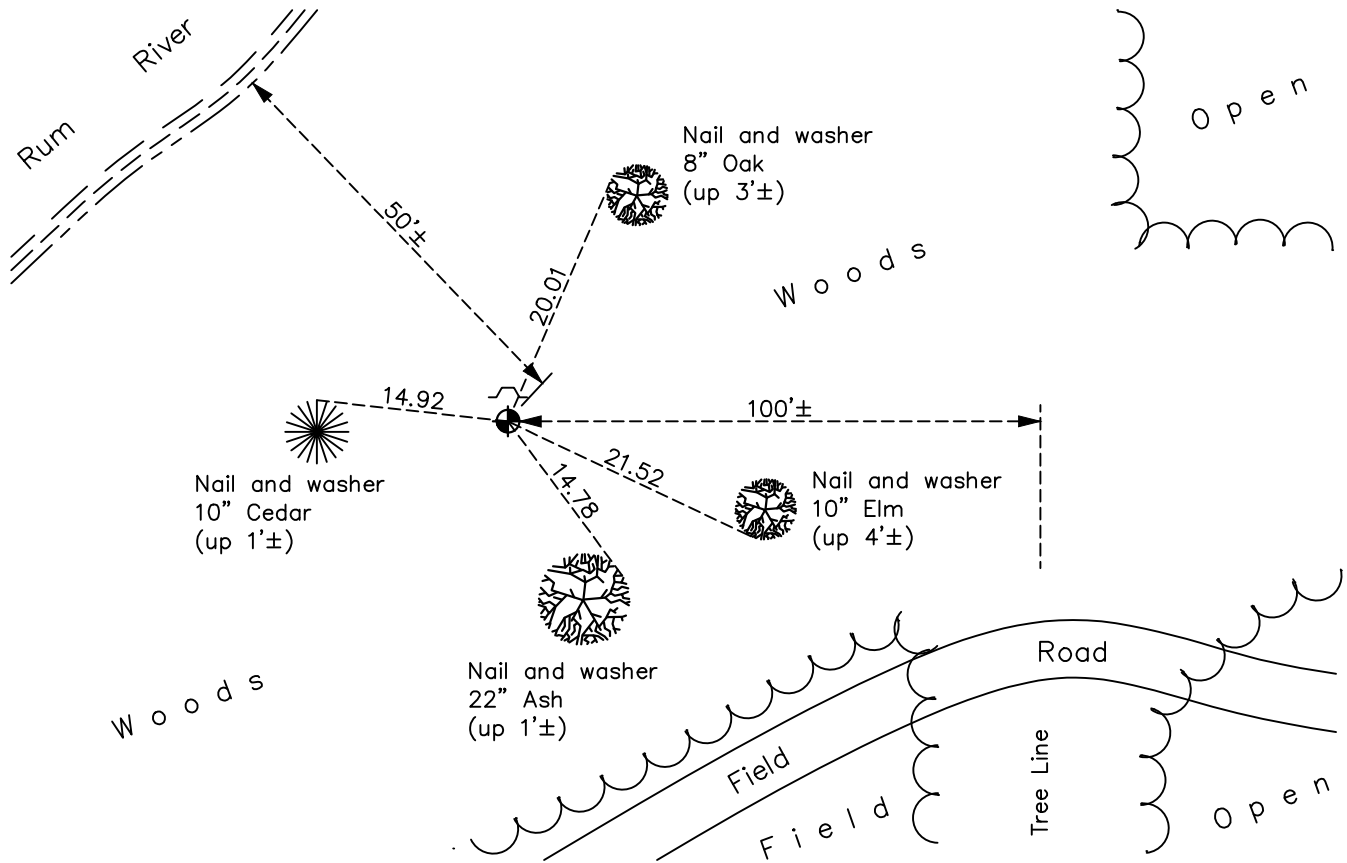 Rum River
Open
Nail and washer
8" Oak
(up 3'±)
50'±
Woods
20.01
14.92
100'±
21.52
14.78
Nail and washer
10" Cedar
(up 1'±)
Nail and washer
10" Elm
(up 4'±)
Nail and washer
22" Ash
(up 1'±)
Woods
Field Road
Tree Line
Field
Open